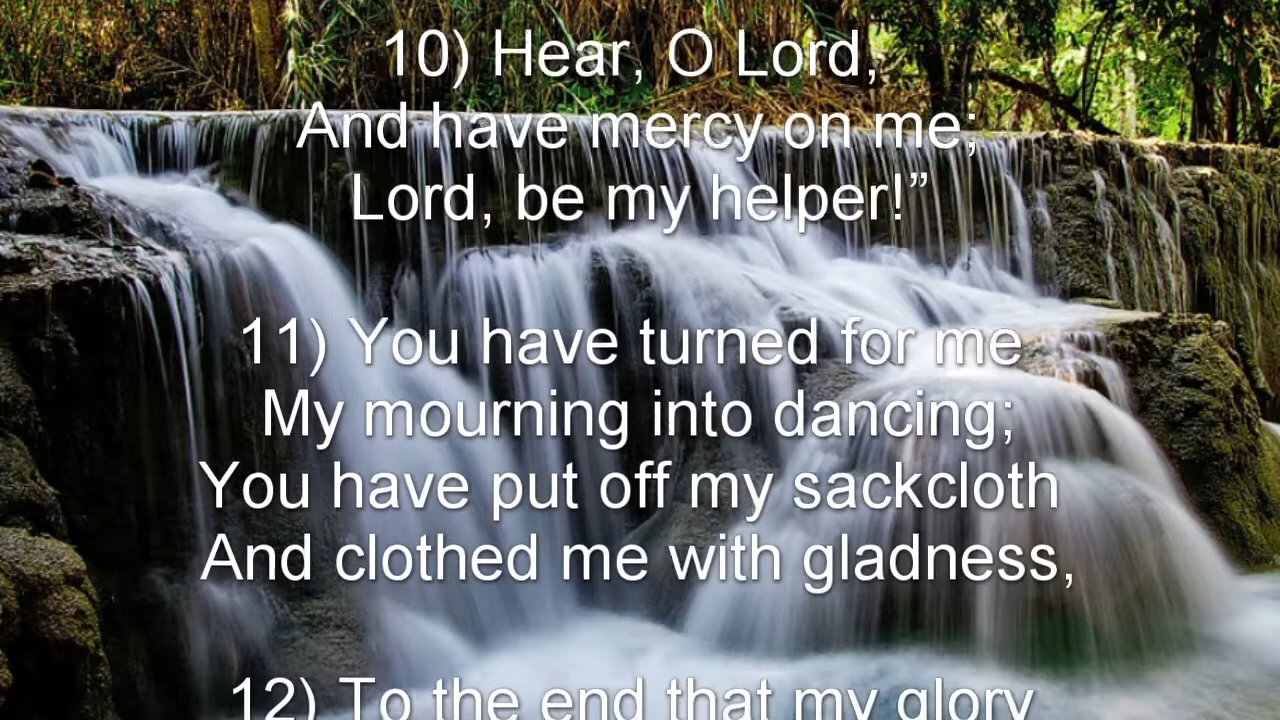 10) Hear, O Lord,
And have mercy on me;
Lord, be my helper!”
11) You have turned for me
My mourning into dancing;
You have put off my sackcloth
And clothed me with gladness,
12) To the end that my glory